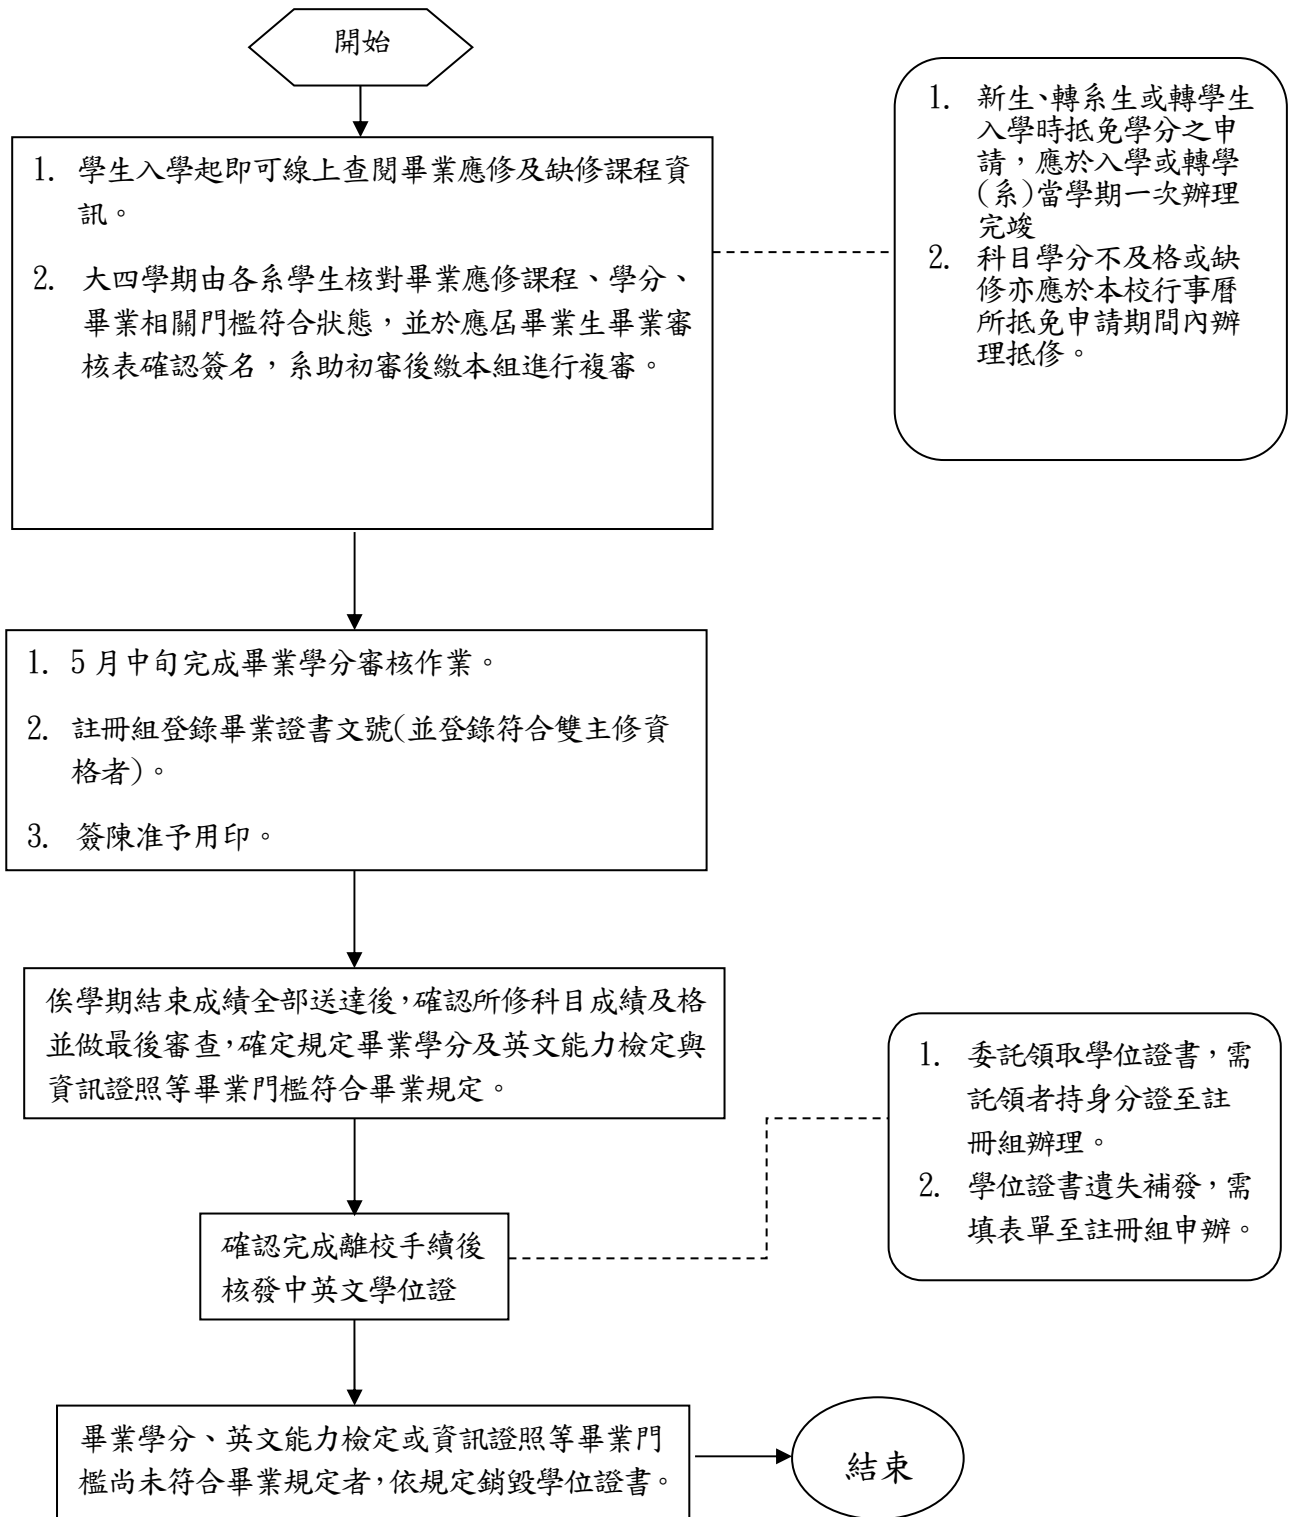 開始
1. 學生入學起即可線上查閱畢業應修及缺修課程資
訊。
2. 大四學期由各系學生核對畢業應修課程、學分、
畢業相關門檻符合狀態，並於應屆畢業生畢業審
核表確認簽名，系助初審後繳本組進行複審。
1. 新生、轉系生或轉學生
入學時抵免學分之申
請，應於入學或轉學
(系)當學期一次辦理
完竣
2. 科目學分不及格或缺
修亦應於本校行事曆
所抵免申請期間內辦
理抵修。
1. 5 月中旬完成畢業學分審核作業。
2. 註冊組登錄畢業證書文號(並登錄符合雙主修資
格者)。
3. 簽陳准予用印。
俟學期結束成績全部送達後，確認所修科目成績及格
並做最後審查，確定規定畢業學分及英文能力檢定與
資訊證照等畢業門檻符合畢業規定。
1. 委託領取學位證書，需
託領者持身分證至註
冊組辦理。
2. 學位證書遺失補發，需
填表單至註冊組申辦。
確認完成離校手續後
核發中英文學位證
畢業學分、英文能力檢定或資訊證照等畢業門
檻尚未符合畢業規定者，依規定銷毀學位證書。
結束